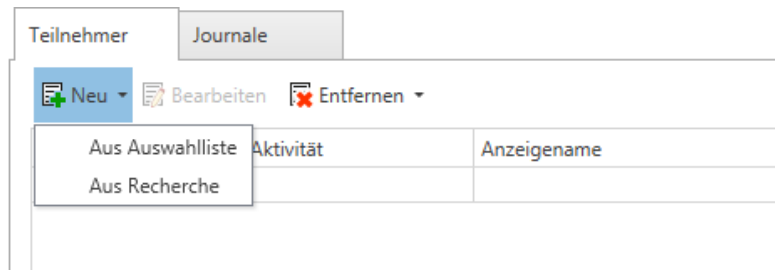 Teilnehmer Journale
Neu Bearbeiten Entfernen
Aus Auswahlliste Aktivität Anzeigename
Aus Recherche